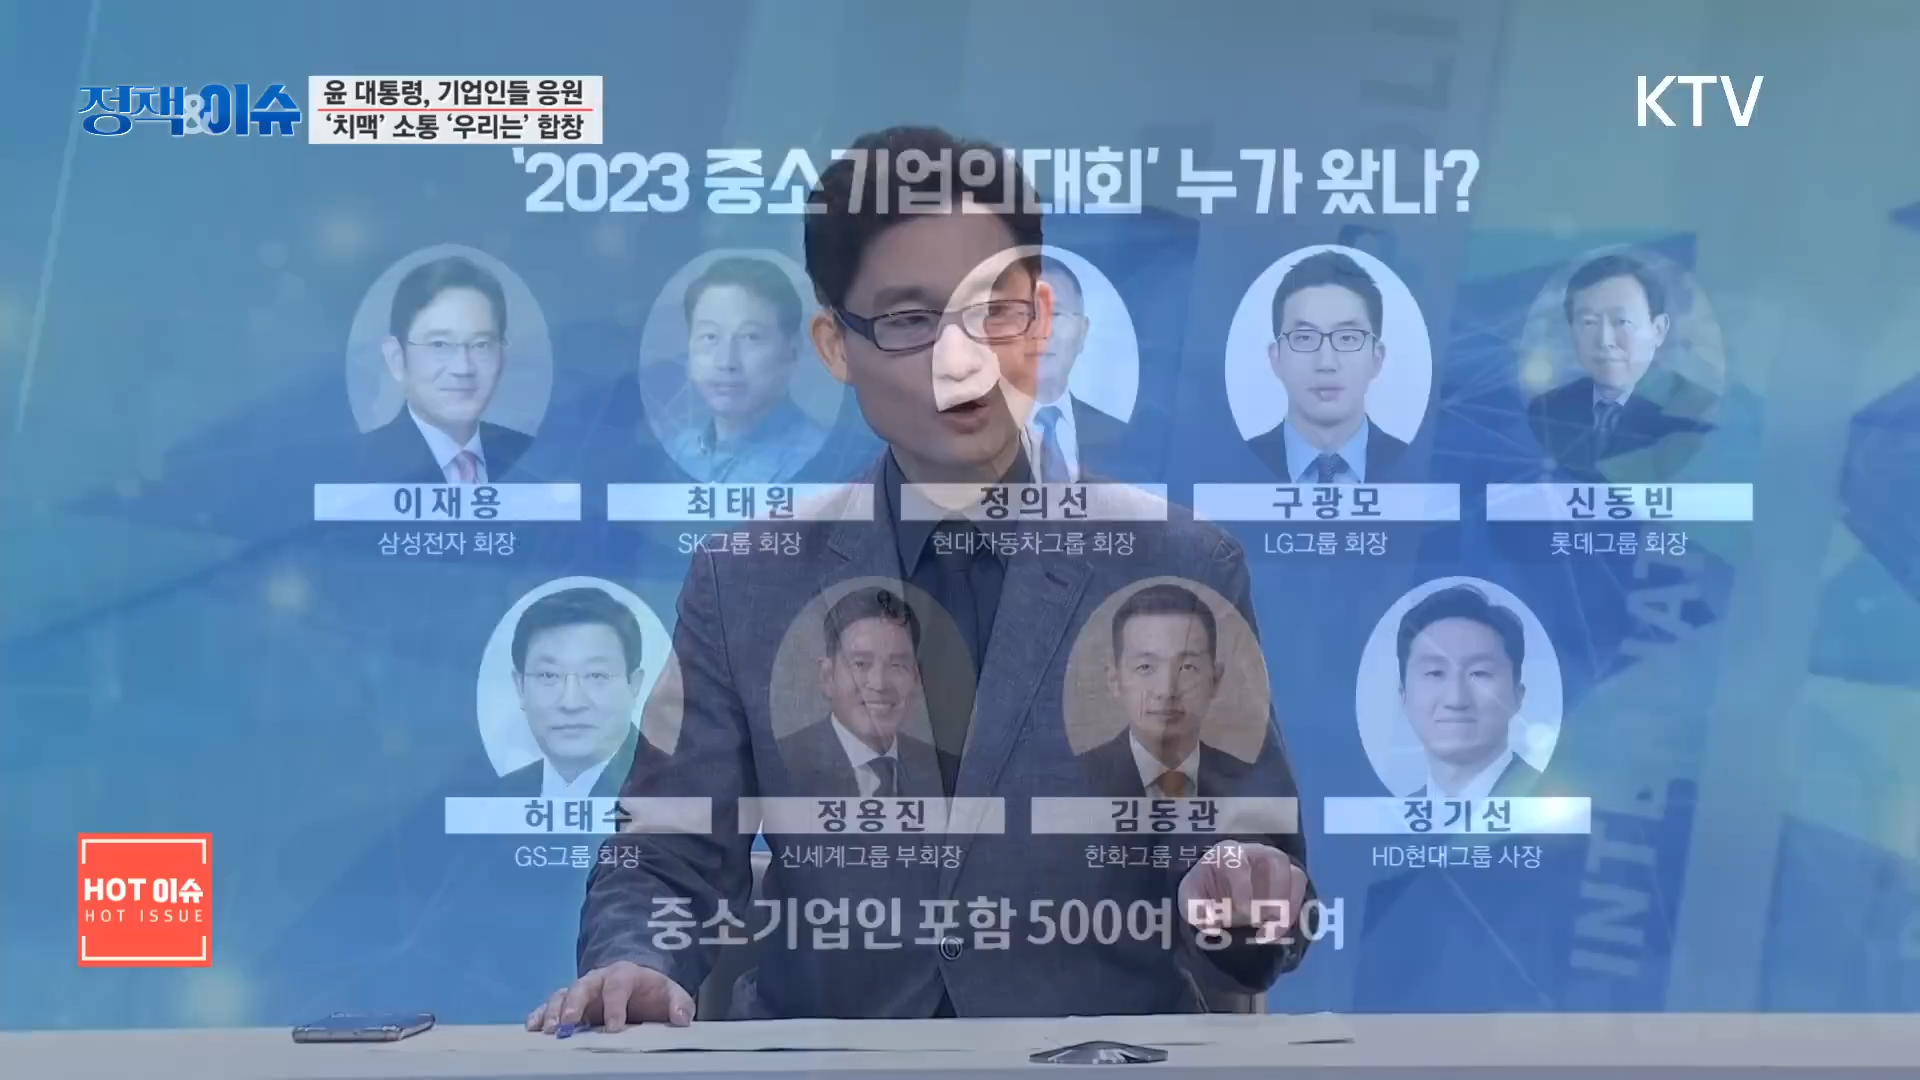 정책&이슈
윤 대통령, 기업인들 응원
‘치맥’ 소통 ‘우리는’ 합창
KTV
‘2023 중소기업인대회’ 누가 왔나?
이재용 최태원 정의선 구광모 신동빈
삼성전자 회장 SK그룹 회장 현대자동차그룹 회장 LG그룹 회장 롯데그룹 회장
허태수 정용진 김동관 정기선
GS그룹 회장 신세계그룹 부회장 한화그룹 부회장 HD현대그룹 사장
HOT 이슈
HOT ISSUE
중소기업인 포함 500여 명 모여
INTL